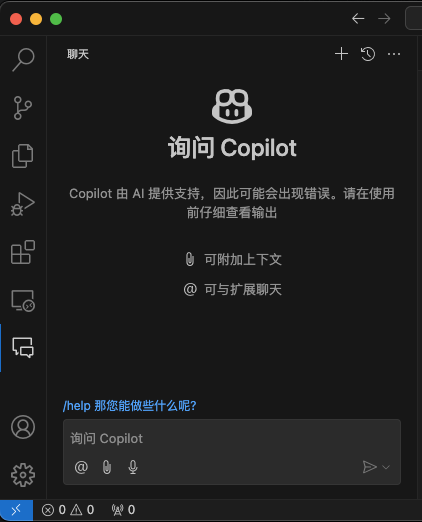 聊天
询问 Copilot
Copilot 由 AI 提供支持，因此可能会出现错误。请在使用
前仔细查看输出
可附加上下文
@ 可与扩展聊天
/help 那您能做些什么呢？
询问 Copilot
@
0 0 0